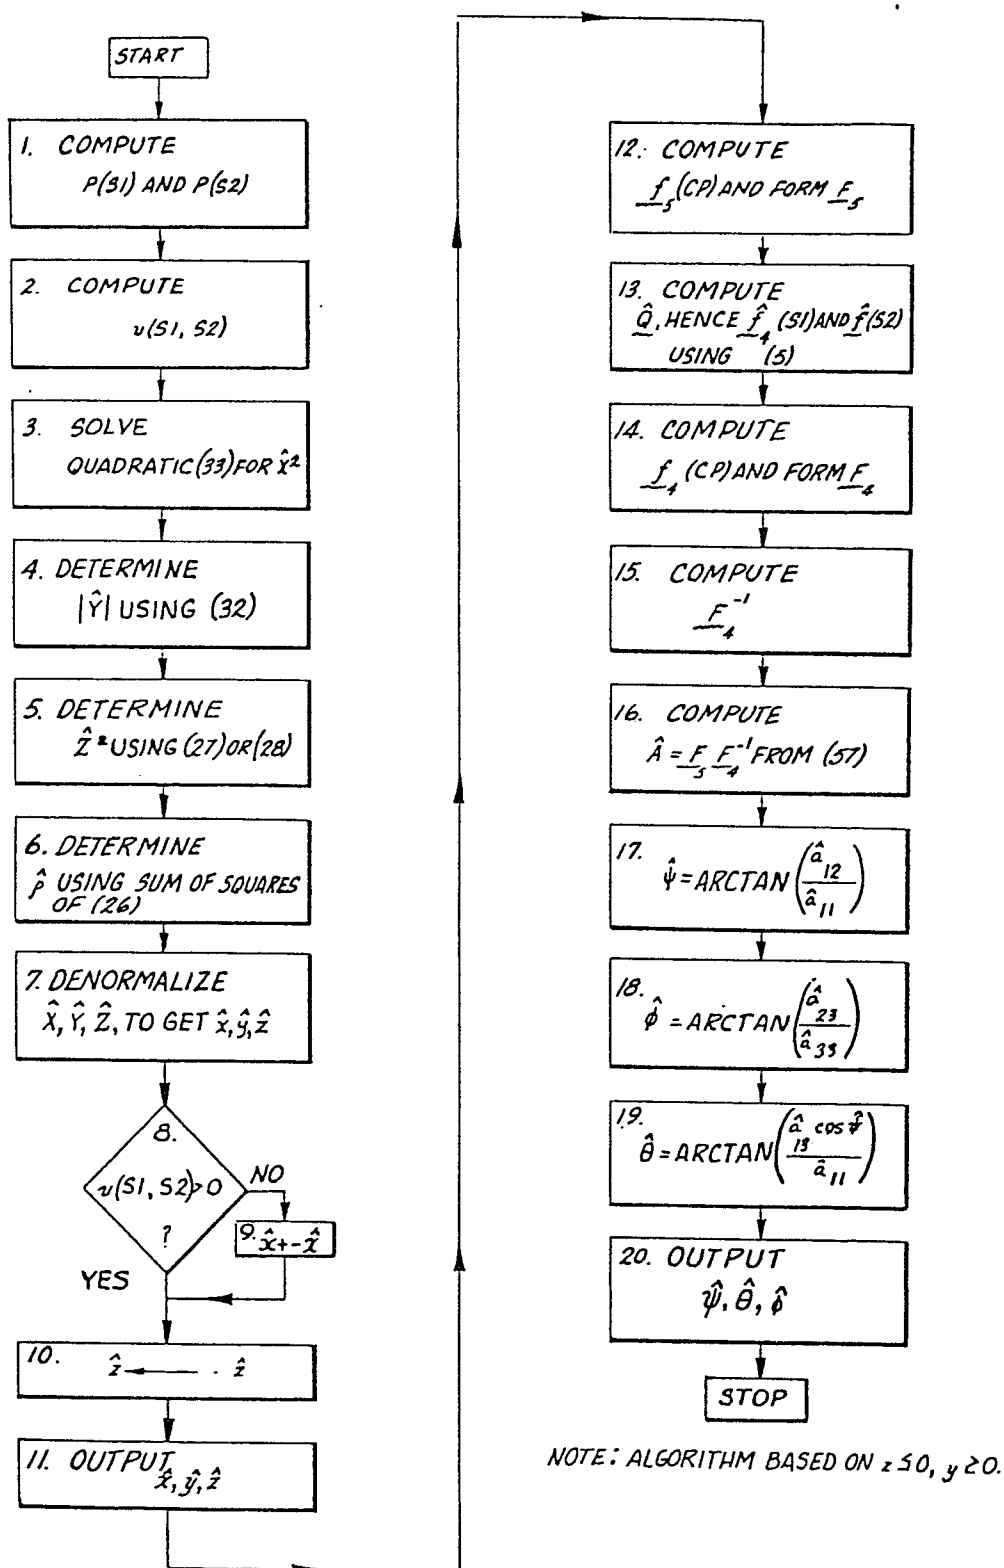 START
1. COMPUTE
P(S1) AND P(S2)
2. COMPUTE
v(S1, S2)
3. SOLVE
QUADRATIC (33) FOR X̂²
4. DETERMINE
|Ŷ| USING (32)
5. DETERMINE
Ẑ² USING (27) OR (28)
6. DETERMINE
ρ̂ USING SUM OF SQUARES
OF (26)
7. DENORMALIZE
X̂, Ŷ, Ẑ, TO GET x̂, ŷ, ẑ
8.
v(S1, S2)>0
?
NO
YES
9. x̂←-x̂
10. ẑ ← - ẑ
11. OUTPUT
x̂, ŷ, ẑ
12. COMPUTE
f₅(CP) AND FORM F₅
13. COMPUTE
Q̂, HENCE f̂₄ (S1) AND f̂(S2)
USING (5)
14. COMPUTE
f₄ (CP) AND FORM F₄
15. COMPUTE
F₄⁻¹
16. COMPUTE
Â = F₅ F₄⁻¹ FROM (57)
17. ψ̂ = ARCTAN (â₁₂ / â₁₁)
18. φ̂ = ARCTAN (â₂₃ / â₃₃)
19. θ̂ = ARCTAN (â₁₃ cos ψ̂ / â₁₁)
20. OUTPUT
ψ̂, θ̂, φ̂
STOP
NOTE: ALGORITHM BASED ON z ≤ 0, y ≥ 0.